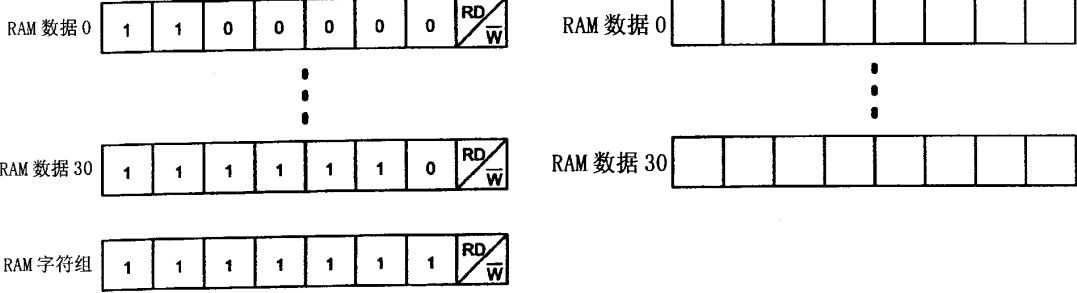 RAM 数据 0 1 1 0 0 0 0 0 RD/W̅
RAM 数据 0
RAM 数据 30 1 1 1 1 1 1 0 RD/W̅
RAM 数据 30
RAM 字符组 1 1 1 1 1 1 1 RD/W̅